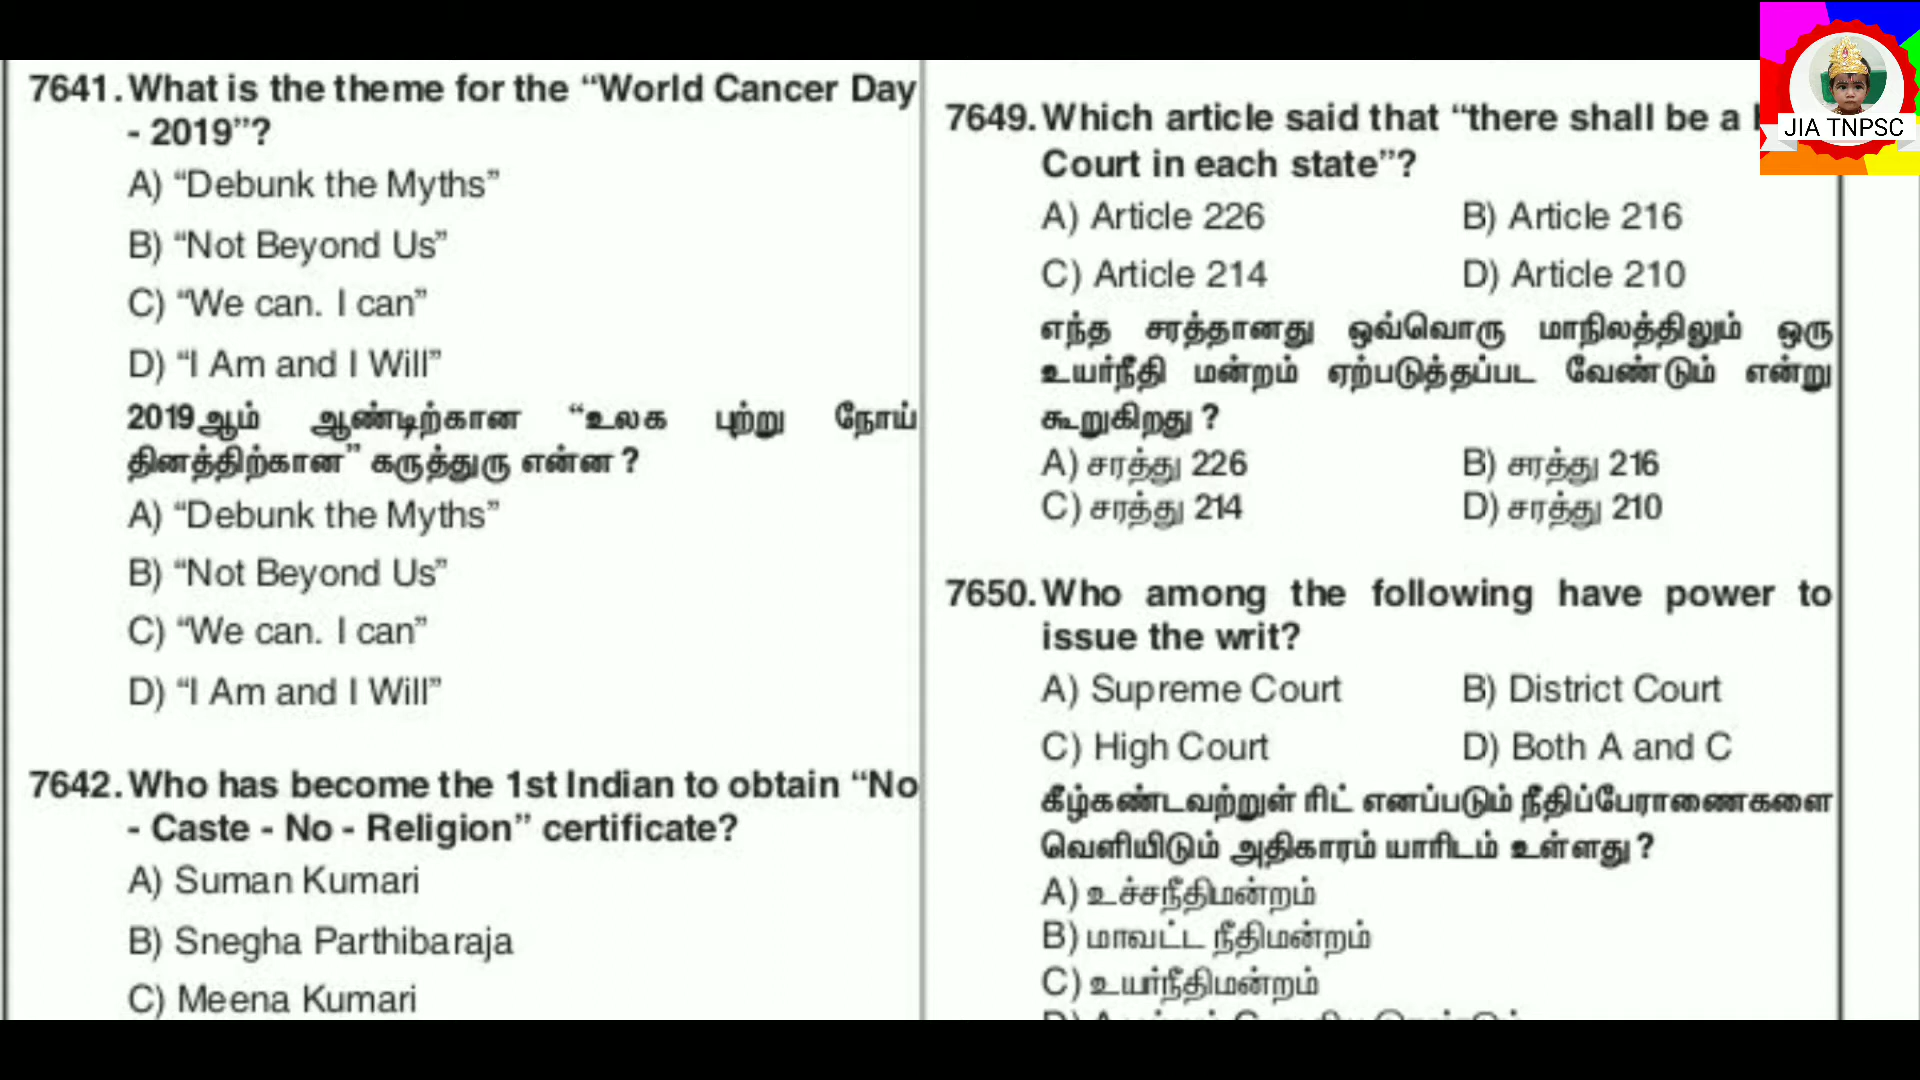 7641. What is the theme for the “World Cancer Day
- 2019”?
A) “Debunk the Myths”
B) “Not Beyond Us”
C) “We can. I can”
D) “I Am and I Will”
2019ஆம் ஆண்டிற்கான “உலக புற்று நோய்
தினத்திற்கான” கருத்துரு என்ன ?
A) “Debunk the Myths”
B) “Not Beyond Us”
C) “We can. I can”
D) “I Am and I Will”
7642. Who has become the 1st Indian to obtain “No
- Caste - No - Religion” certificate?
A) Suman Kumari
B) Snegha Parthibaraja
C) Meena Kumari
7649. Which article said that “there shall be a
Court in each state”?
A) Article 226 B) Article 216
C) Article 214 D) Article 210
எந்த சரத்தானது ஒவ்வொரு மாநிலத்திலும் ஒரு
உயர்நீதி மன்றம் ஏற்படுத்தப்பட வேண்டும் என்று
கூறுகிறது ?
A) சரத்து 226 B) சரத்து 216
C) சரத்து 214 D) சரத்து 210
7650. Who among the following have power to
issue the writ?
A) Supreme Court B) District Court
C) High Court D) Both A and C
கீழ்கண்டவற்றுள் ரிட் எனப்படும் நீதிப்பேராணைகளை
வெளியிடும் அதிகாரம் யாரிடம் உள்ளது ?
A) உச்சநீதிமன்றம்
B) மாவட்ட நீதிமன்றம்
C) உயர்நீதிமன்றம்
JIA TNPSC